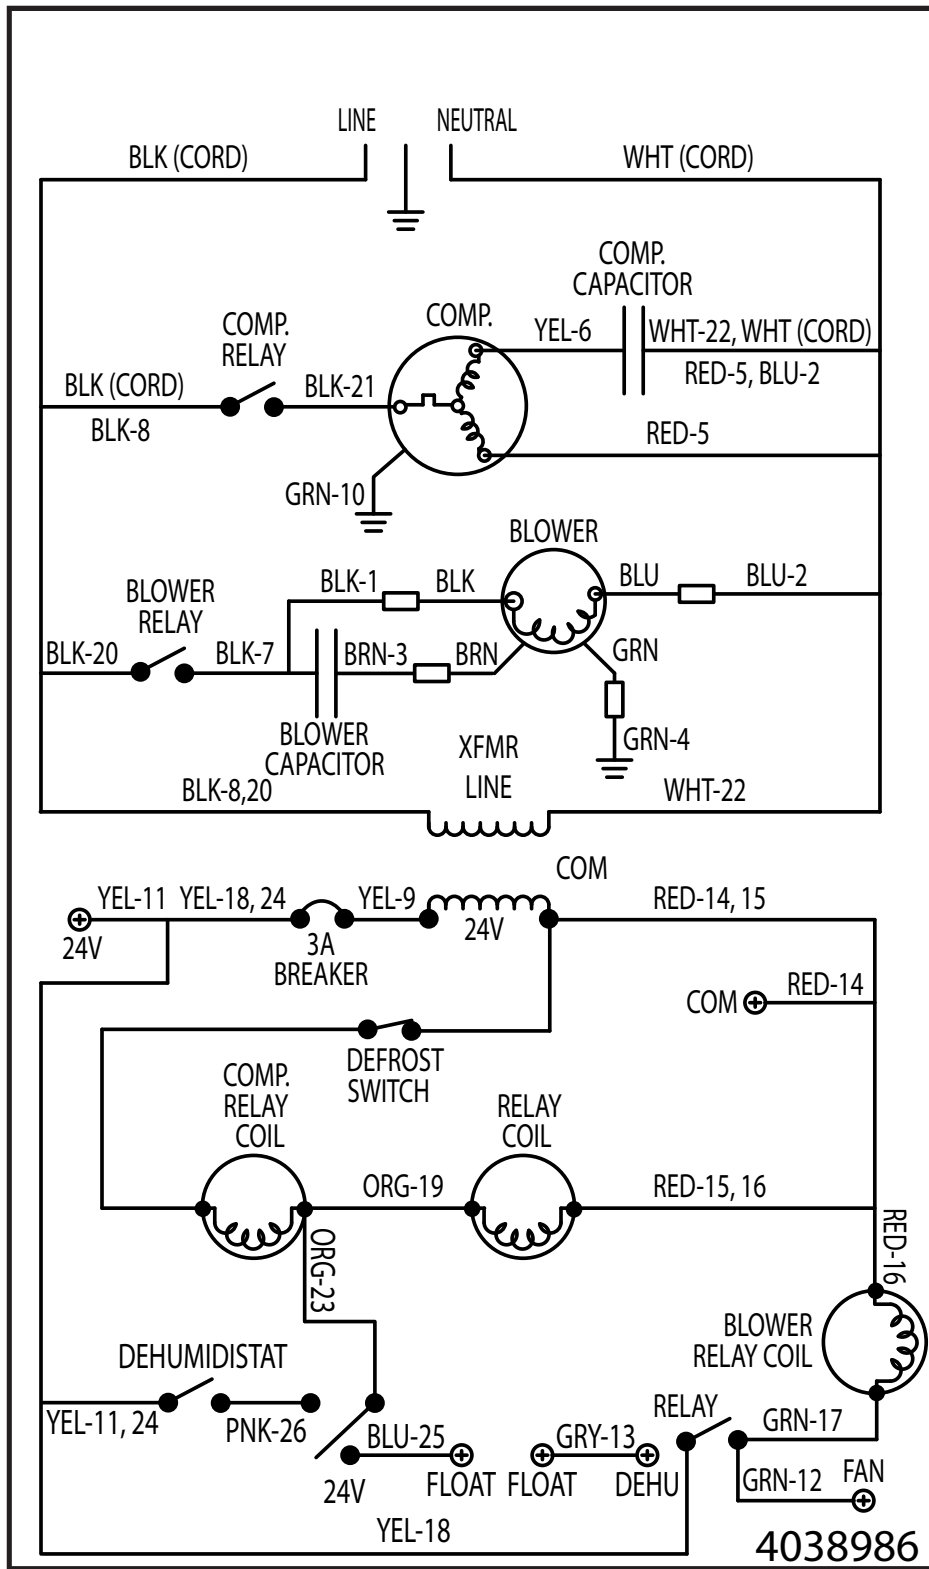 LINE NEUTRAL
BLK (CORD) WHT (CORD)
COMP.
CAPACITOR
COMP.
RELAY
COMP.
YEL-6
WHT-22, WHT (CORD)
RED-5, BLU-2
BLK (CORD)
BLK-8
BLK-21
RED-5
GRN-10
BLOWER
BLOWER
RELAY
BLK-1 BLK
BLU BLU-2
BLK-20 BLK-7
BRN-3 BRN
GRN
BLOWER
CAPACITOR
GRN-4
XFMR
LINE
BLK-8,20 WHT-22
COM
YEL-11 YEL-18, 24 YEL-9 RED-14, 15
24V
3A
BREAKER
24V
COM RED-14
DEFROST
SWITCH
COMP.
RELAY
COIL
RELAY
COIL
ORG-19 RED-15, 16
ORG-23
RED-16
BLOWER
RELAY COIL
DEHUMIDISTAT
YEL-11, 24
PNK-26
RELAY
GRN-17
BLU-25
GRY-13
24V
FLOAT FLOAT DEHU
GRN-12 FAN
YEL-18
4038986